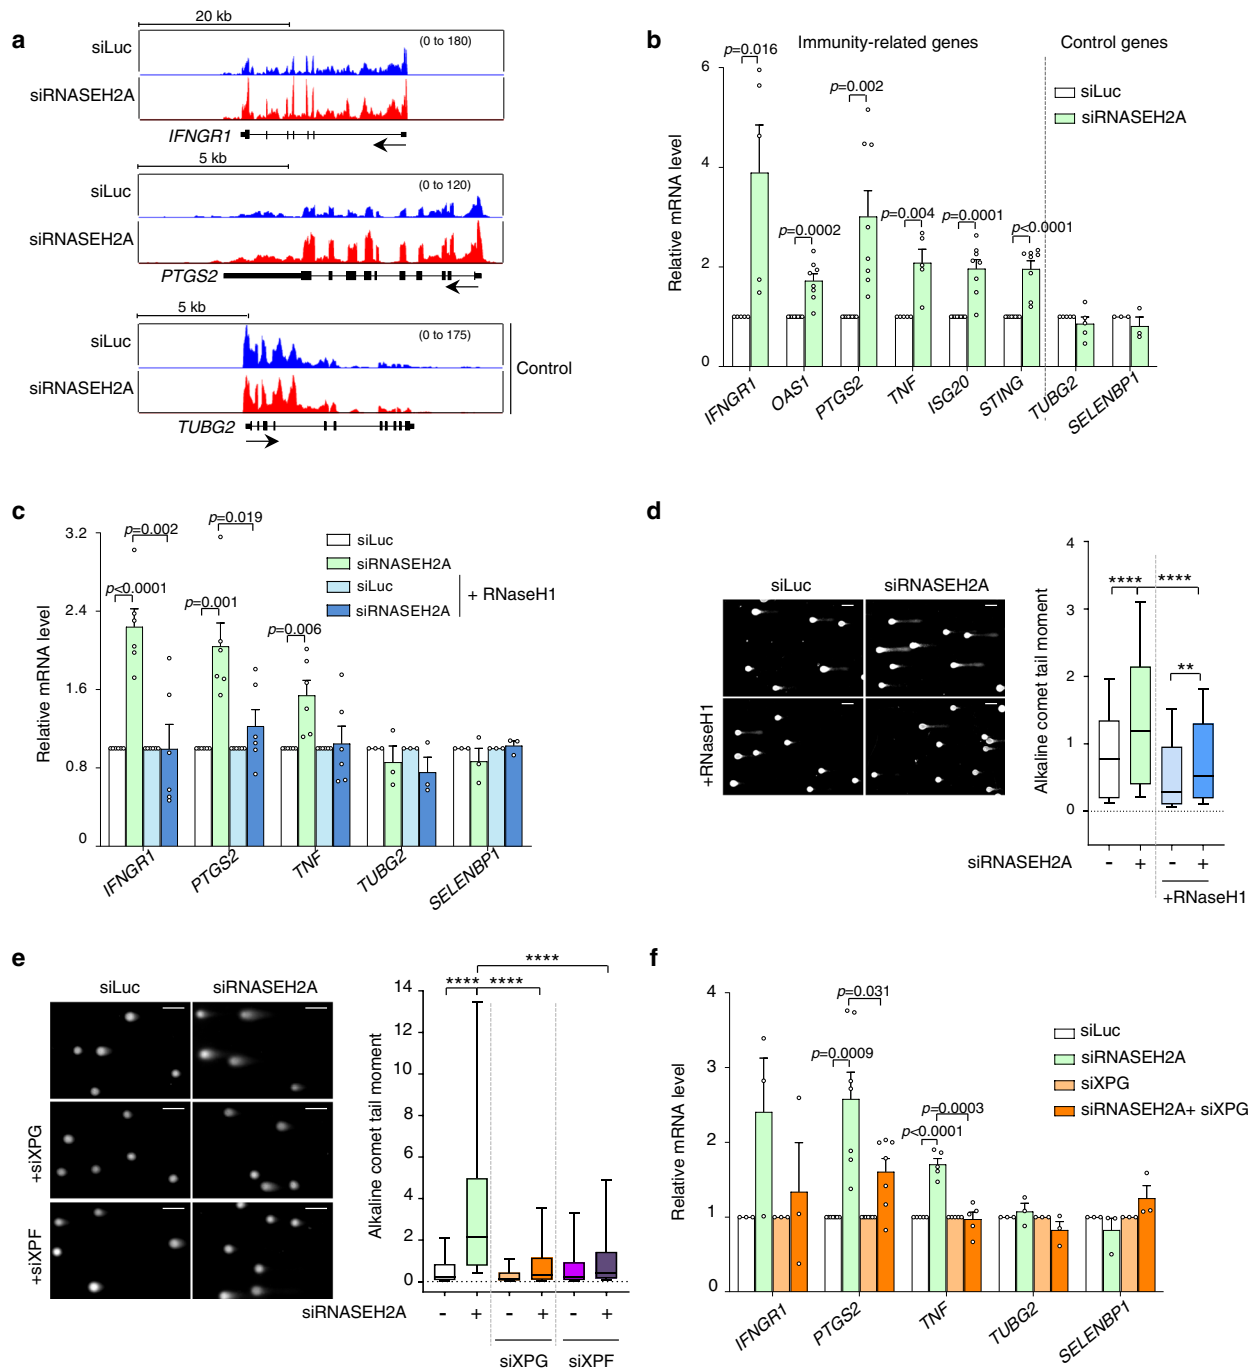 a
20 kb
siLuc
(0 to 180)
siRNASEH2A
IFNGR1
5 kb
siLuc
(0 to 120)
siRNASEH2A
PTGS2
5 kb
siLuc
(0 to 175)
siRNASEH2A
Control
TUBG2
b
Immunity-related genes
Control genes
siLuc
siRNASEH2A
Relative mRNA level
6
4
2
0
p=0.016
p=0.0002
p=0.002
p=0.004
p=0.0001
p<0.0001
IFNGR1
OAS1
PTGS2
TNF
ISG20
STING
TUBG2
SELENBP1
c
Relative mRNA level
3.2
2.4
1.6
0.8
0
p=0.002
p<0.0001
p=0.019
p=0.001
p=0.006
siLuc
siRNASEH2A
siLuc
siRNASEH2A
+ RNaseH1
IFNGR1
PTGS2
TNF
TUBG2
SELENBP1
d
siLuc
siRNASEH2A
+RNaseH1
Alkaline comet tail moment
4
3
2
1
0
****
****
**
siRNASEH2A
- + - +
+RNaseH1
e
siLuc
siRNASEH2A
+siXPG
+siXPF
Alkaline comet tail moment
14
12
10
8
6
4
2
0
****
****
****
siRNASEH2A
- + - + - +
siXPG
siXPF
f
Relative mRNA level
4
3
2
1
0
p=0.031
p=0.0009
p=0.0003
p<0.0001
siLuc
siRNASEH2A
siXPG
siRNASEH2A+ siXPG
IFNGR1
PTGS2
TNF
TUBG2
SELENBP1